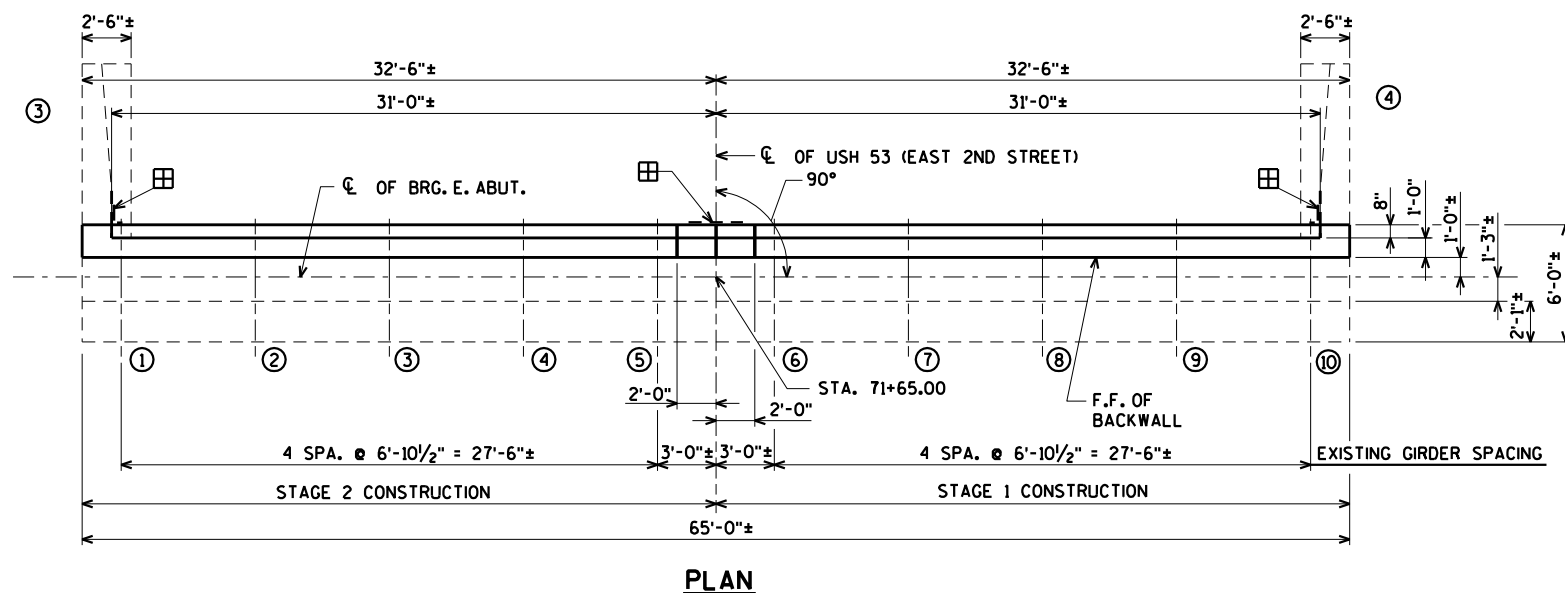 2'-6"±
2'-6"±
32'-6"±
32'-6"±
31'-0"±
31'-0"±
3
4
℄ OF USH 53 (EAST 2ND STREET)
90°
℄ OF BRG. E. ABUT.
8"
1'-0"
1'-0"±
1'-3"±
2'-1"±
6'-0"±
1
2
3
4
5
6
7
8
9
10
STA. 71+65.00
2'-0"
2'-0"
F.F. OF
BACKWALL
4 SPA. @ 6'-10½" = 27'-6"±
3'-0"±
3'-0"±
4 SPA. @ 6'-10½" = 27'-6"±
EXISTING GIRDER SPACING
STAGE 2 CONSTRUCTION
STAGE 1 CONSTRUCTION
65'-0"±
PLAN